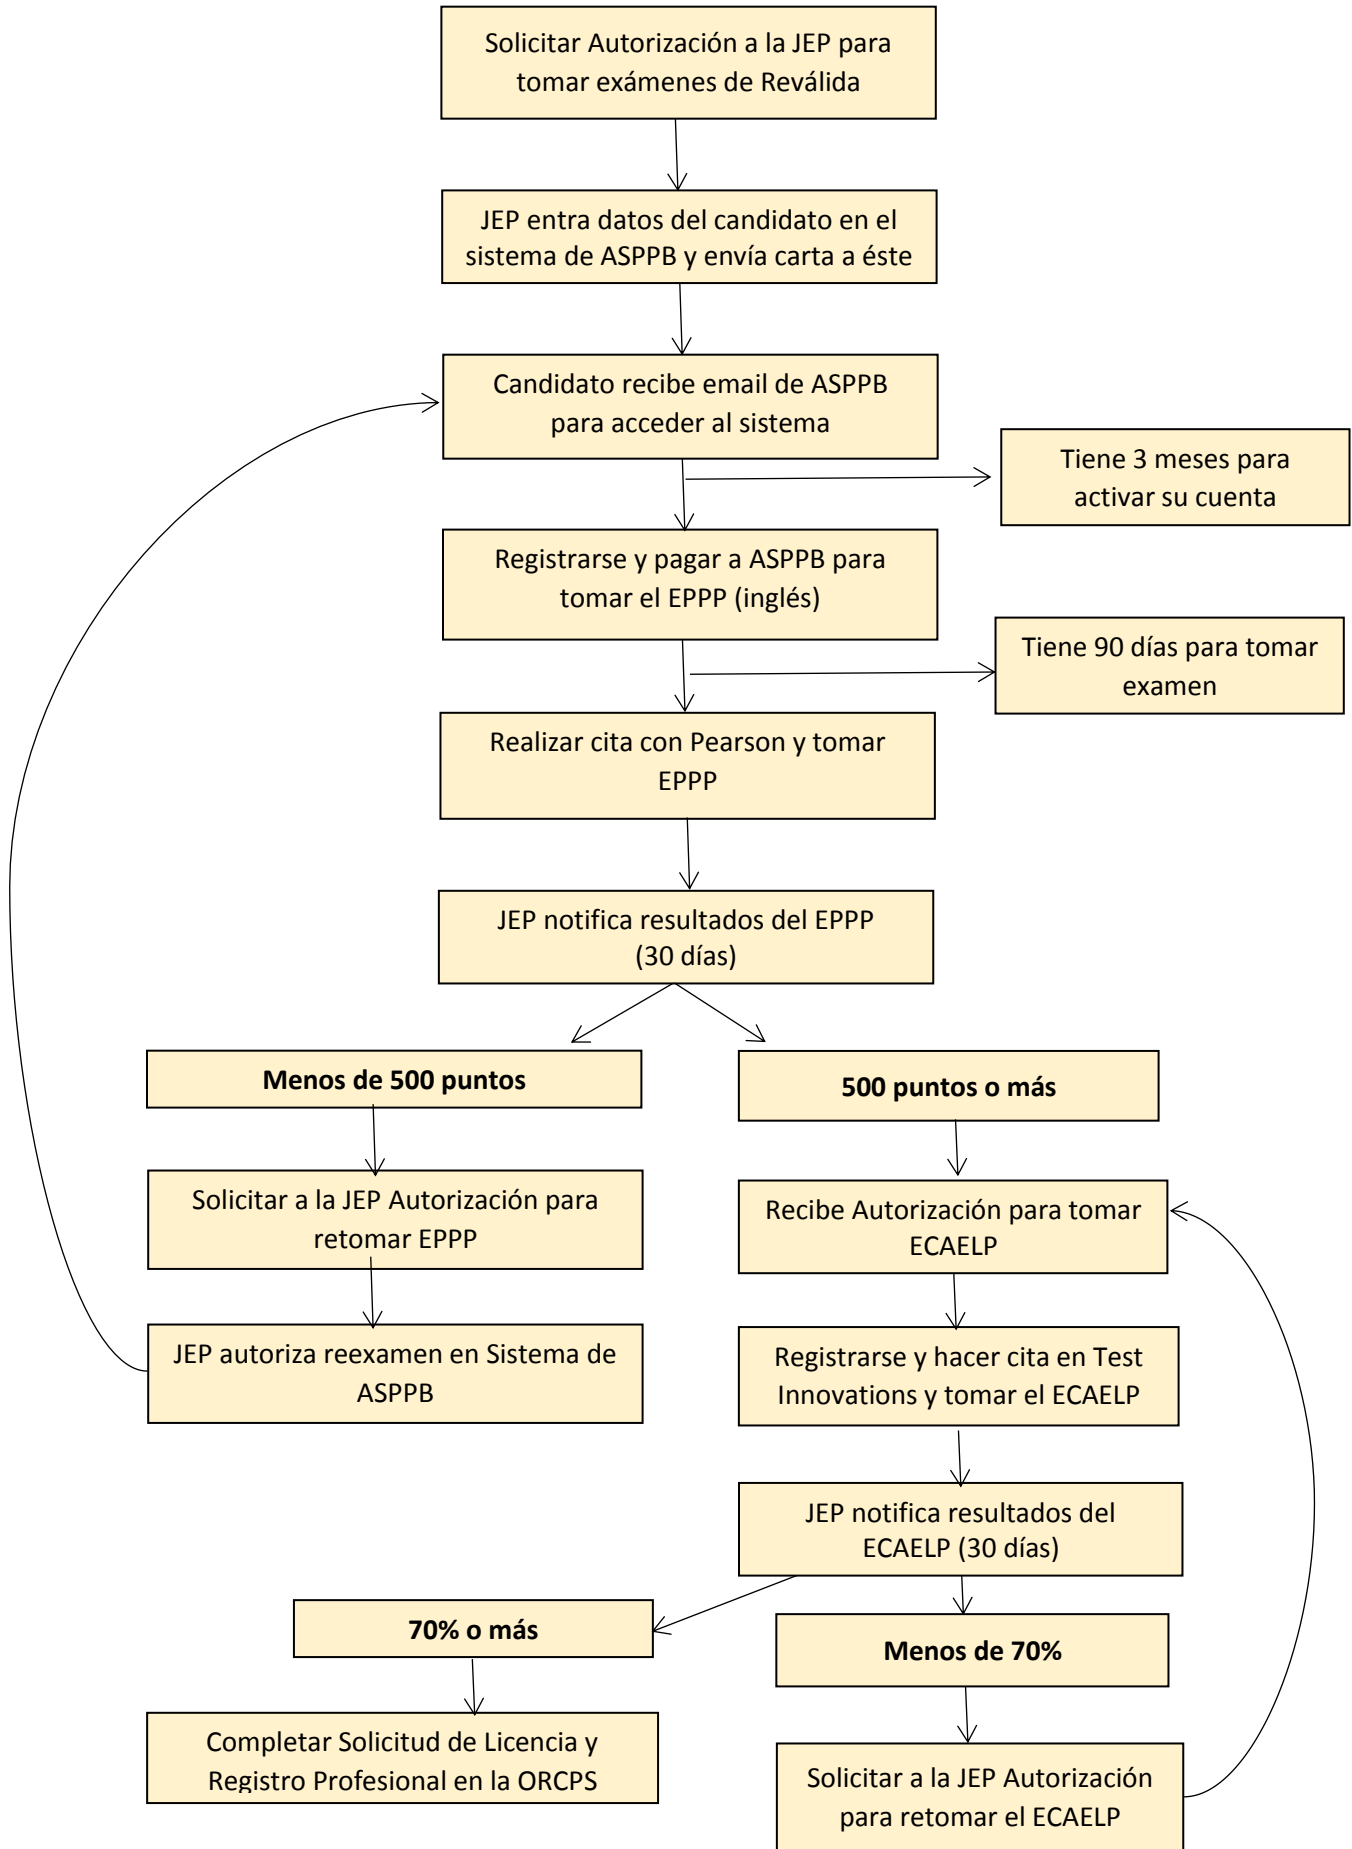 Solicitar Autorización a la JEP para
tomar exámenes de Reválida
JEP entra datos del candidato en el
sistema de ASPPB y envía carta a éste
Candidato recibe email de ASPPB
para acceder al sistema
Tiene 3 meses para
activar su cuenta
Registrarse y pagar a ASPPB para
tomar el EPPP (inglés)
Tiene 90 días para tomar
examen
Realizar cita con Pearson y tomar
EPPP
JEP notifica resultados del EPPP
(30 días)
Menos de 500 puntos
500 puntos o más
Solicitar a la JEP Autorización para
retomar EPPP
Recibe Autorización para tomar
ECAELP
JEP autoriza reexamen en Sistema de
ASPPB
Registrarse y hacer cita en Test
Innovations y tomar el ECAELP
JEP notifica resultados del
ECAELP (30 días)
70% o más
Menos de 70%
Completar Solicitud de Licencia y
Registro Profesional en la ORCPS
Solicitar a la JEP Autorización
para retomar el ECAELP